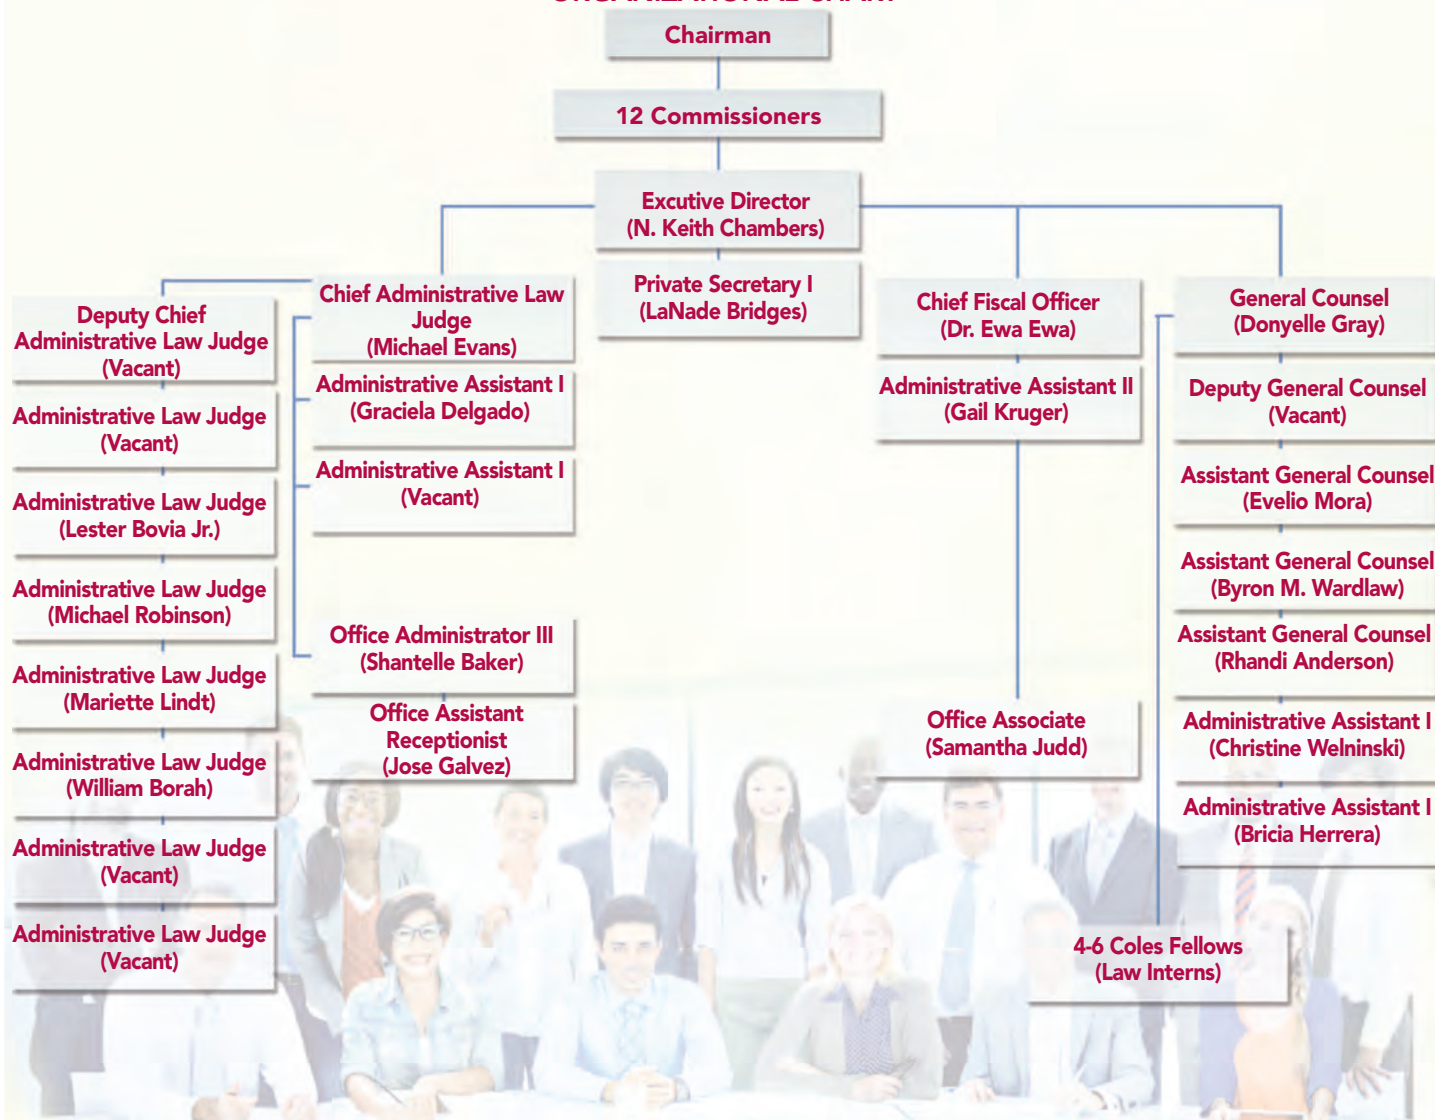 ORGANIZATIONAL CHART
Chairman
12 Commissioners
Excutive Director
(N. Keith Chambers)
Private Secretary I
(LaNade Bridges)
Deputy Chief
Administrative Law Judge
(Vacant)
Administrative Law Judge
(Vacant)
Administrative Law Judge
(Lester Bovia Jr.)
Administrative Law Judge
(Michael Robinson)
Administrative Law Judge
(Mariette Lindt)
Administrative Law Judge
(William Borah)
Administrative Law Judge
(Vacant)
Administrative Law Judge
(Vacant)
Chief Administrative Law
Judge
(Michael Evans)
Administrative Assistant I
(Graciela Delgado)
Administrative Assistant I
(Vacant)
Office Administrator III
(Shantelle Baker)
Office Assistant
Receptionist
(Jose Galvez)
Chief Fiscal Officer
(Dr. Ewa Ewa)
Administrative Assistant II
(Gail Kruger)
Office Associate
(Samantha Judd)
General Counsel
(Donyelle Gray)
Deputy General Counsel
(Vacant)
Assistant General Counsel
(Evelio Mora)
Assistant General Counsel
(Byron M. Wardlaw)
Assistant General Counsel
(Rhandi Anderson)
Administrative Assistant I
(Christine Welninski)
Administrative Assistant I
(Bricia Herrera)
4-6 Coles Fellows
(Law Interns)